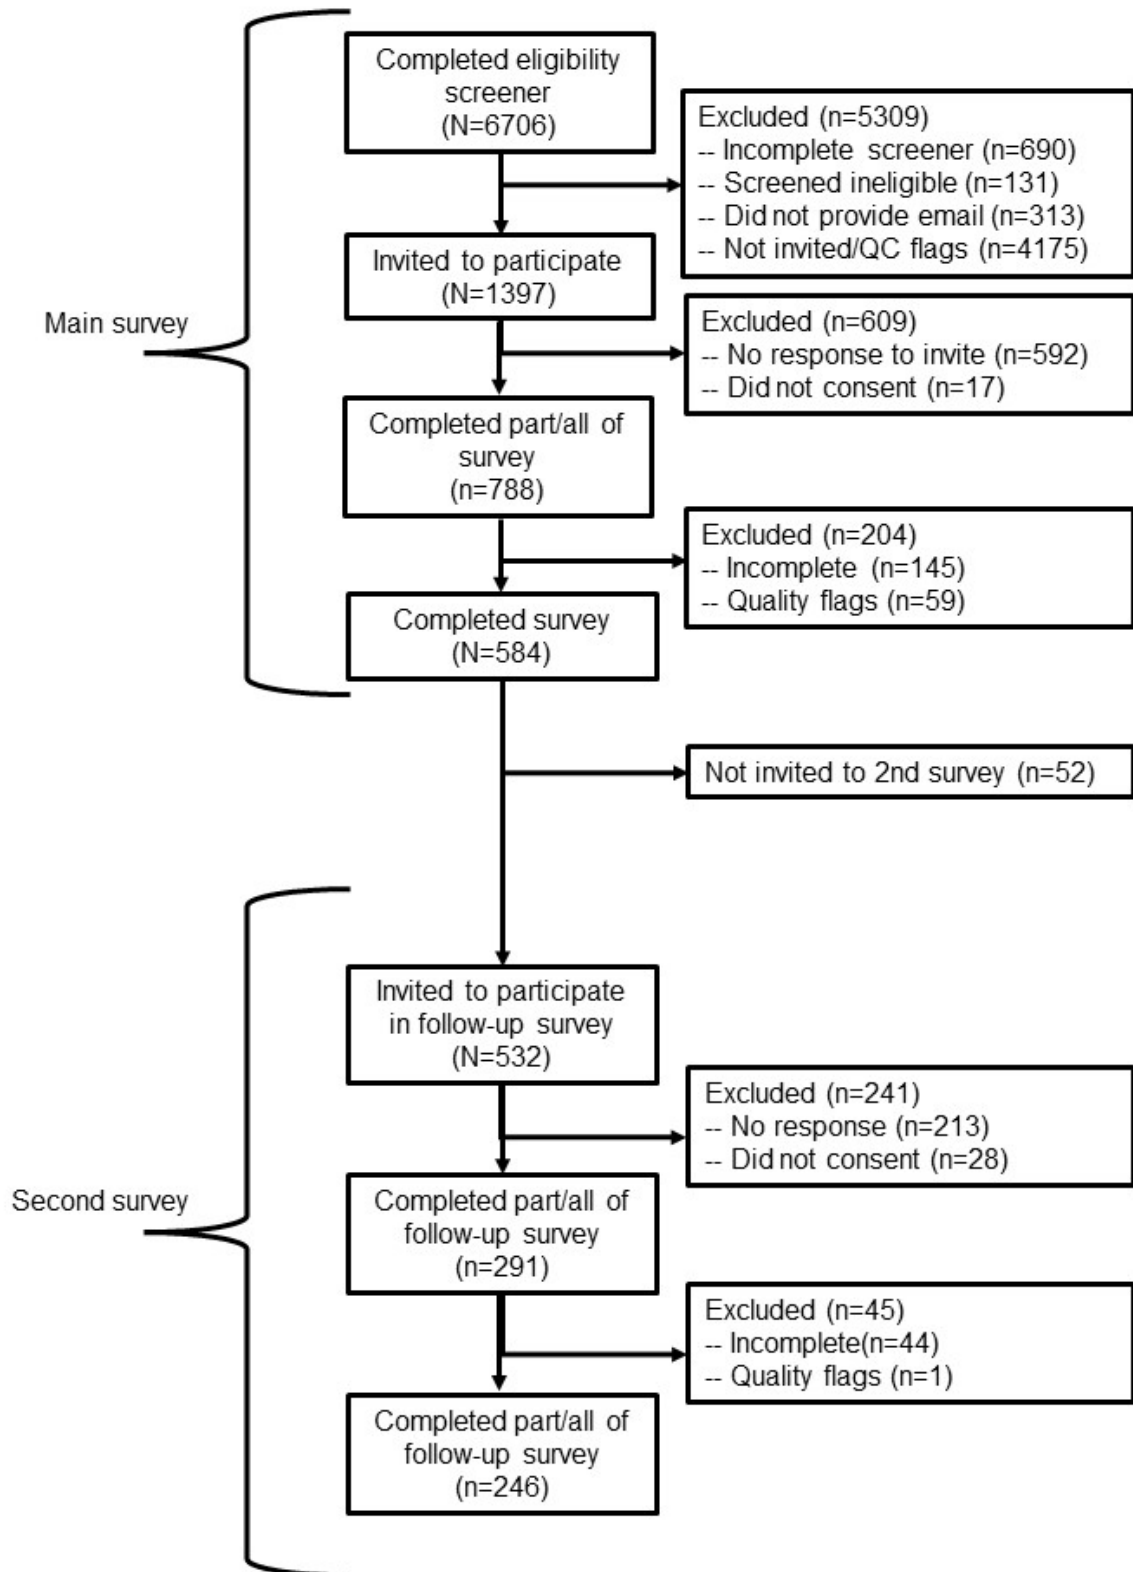 Completed eligibility
screener
(N=6706)
Excluded (n=5309)
-- Incomplete screener (n=690)
-- Screened ineligible (n=131)
-- Did not provide email (n=313)
-- Not invited/QC flags (n=4175)
Invited to participate
(N=1397)
Main survey
Excluded (n=609)
-- No response to invite (n=592)
-- Did not consent (n=17)
Completed part/all of
survey
(n=788)
Excluded (n=204)
-- Incomplete (n=145)
-- Quality flags (n=59)
Completed survey
(N=584)
Not invited to 2nd survey (n=52)
Invited to participate
in follow-up survey
(N=532)
Excluded (n=241)
-- No response (n=213)
-- Did not consent (n=28)
Second survey
Completed part/all of
follow-up survey
(n=291)
Excluded (n=45)
-- Incomplete(n=44)
-- Quality flags (n=1)
Completed part/all of
follow-up survey
(n=246)